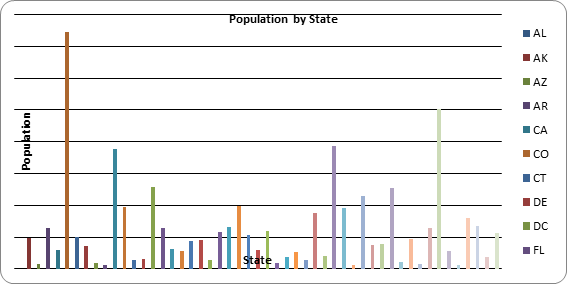 Population by State
Population
State
AL
AK
AZ
AR
CA
CO
CT
DE
DC
FL